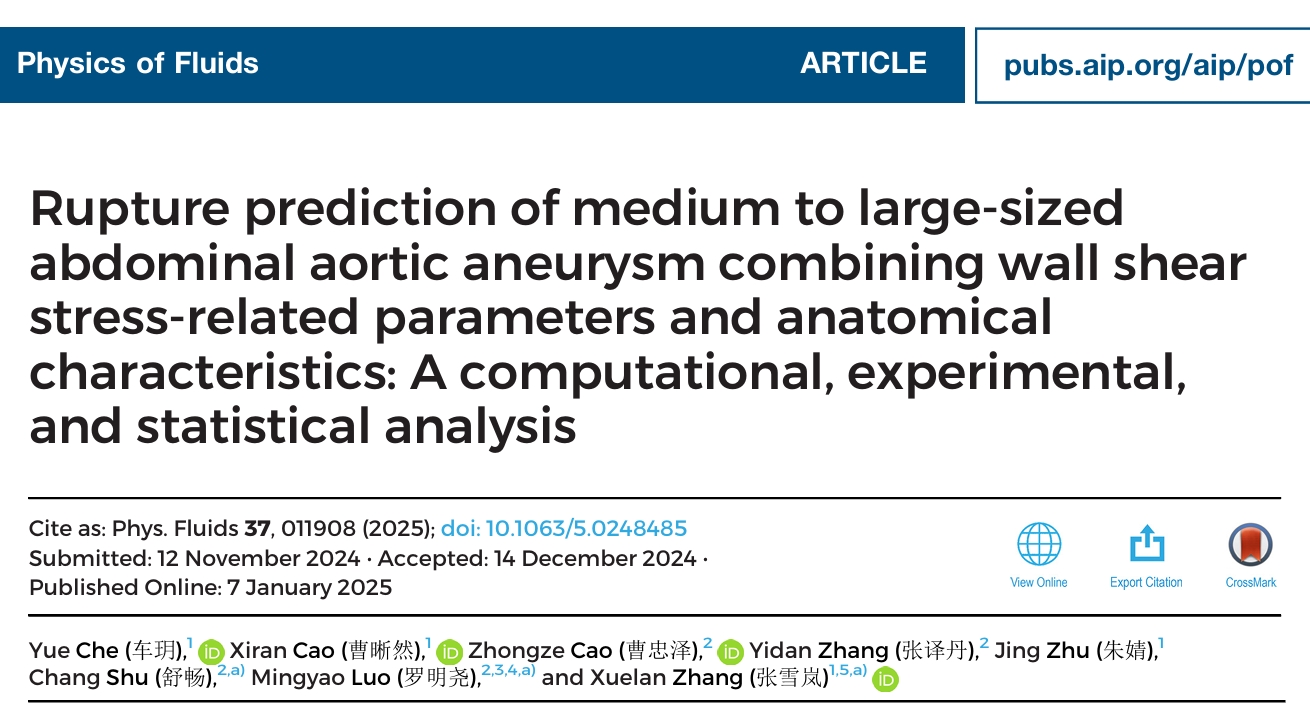 Physics of Fluids ARTICLE pubs.aip.org/aip/pof
Rupture prediction of medium to large-sized
abdominal aortic aneurysm combining wall shear
stress-related parameters and anatomical
characteristics: A computational, experimental,
and statistical analysis
Cite as: Phys. Fluids 37, 011908 (2025); doi: 10.1063/5.0248485
Submitted: 12 November 2024 · Accepted: 14 December 2024 ·
Published Online: 7 January 2025
View Online Export Citation CrossMark
Yue Che (车玥),1 iD Xiran Cao (曹晰然),1 iD Zhongze Cao (曹忠泽),2 iD Yidan Zhang (张译丹),2 Jing Zhu (朱婧),1
Chang Shu (舒畅),2,a) Mingyao Luo (罗明尧),2,3,4,a) and Xuelan Zhang (张雪岚)1,5,a) iD